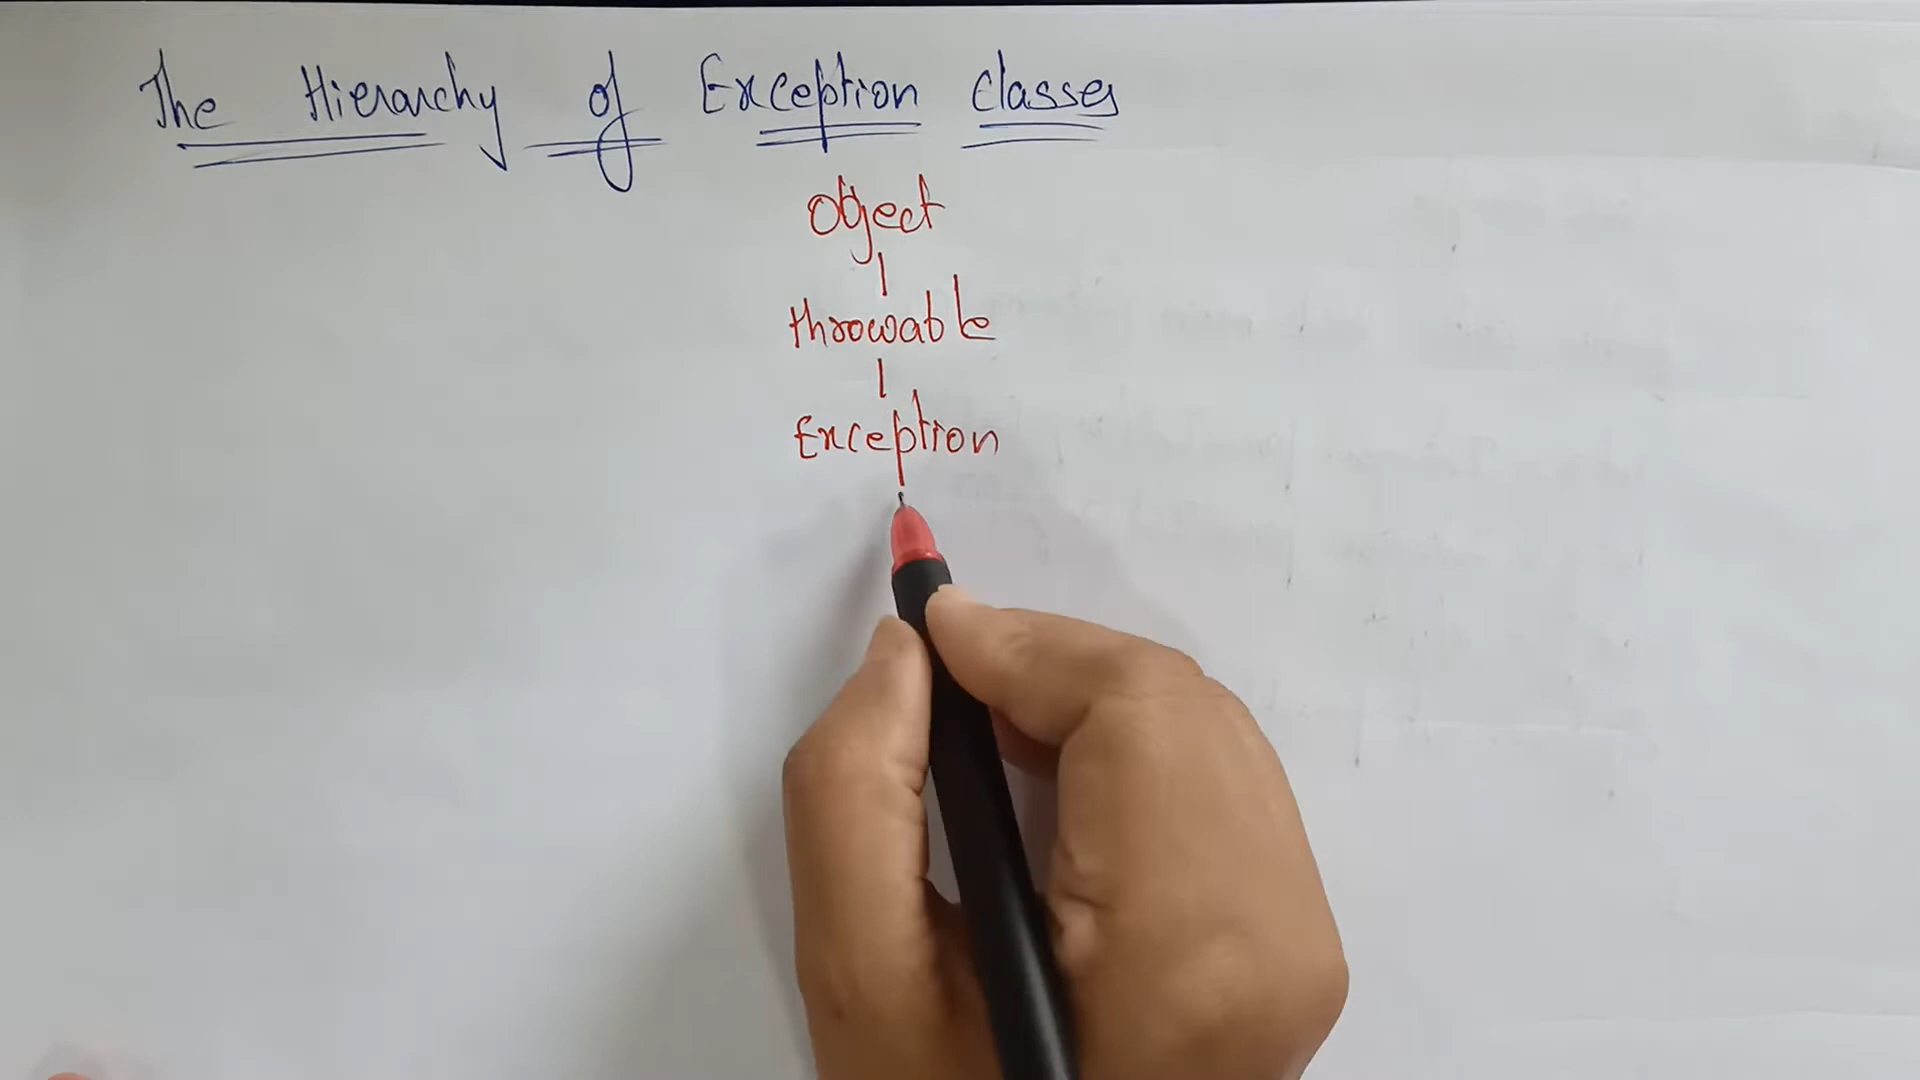 The Hierarchy of Exception Classes
Object
throwable
Exception